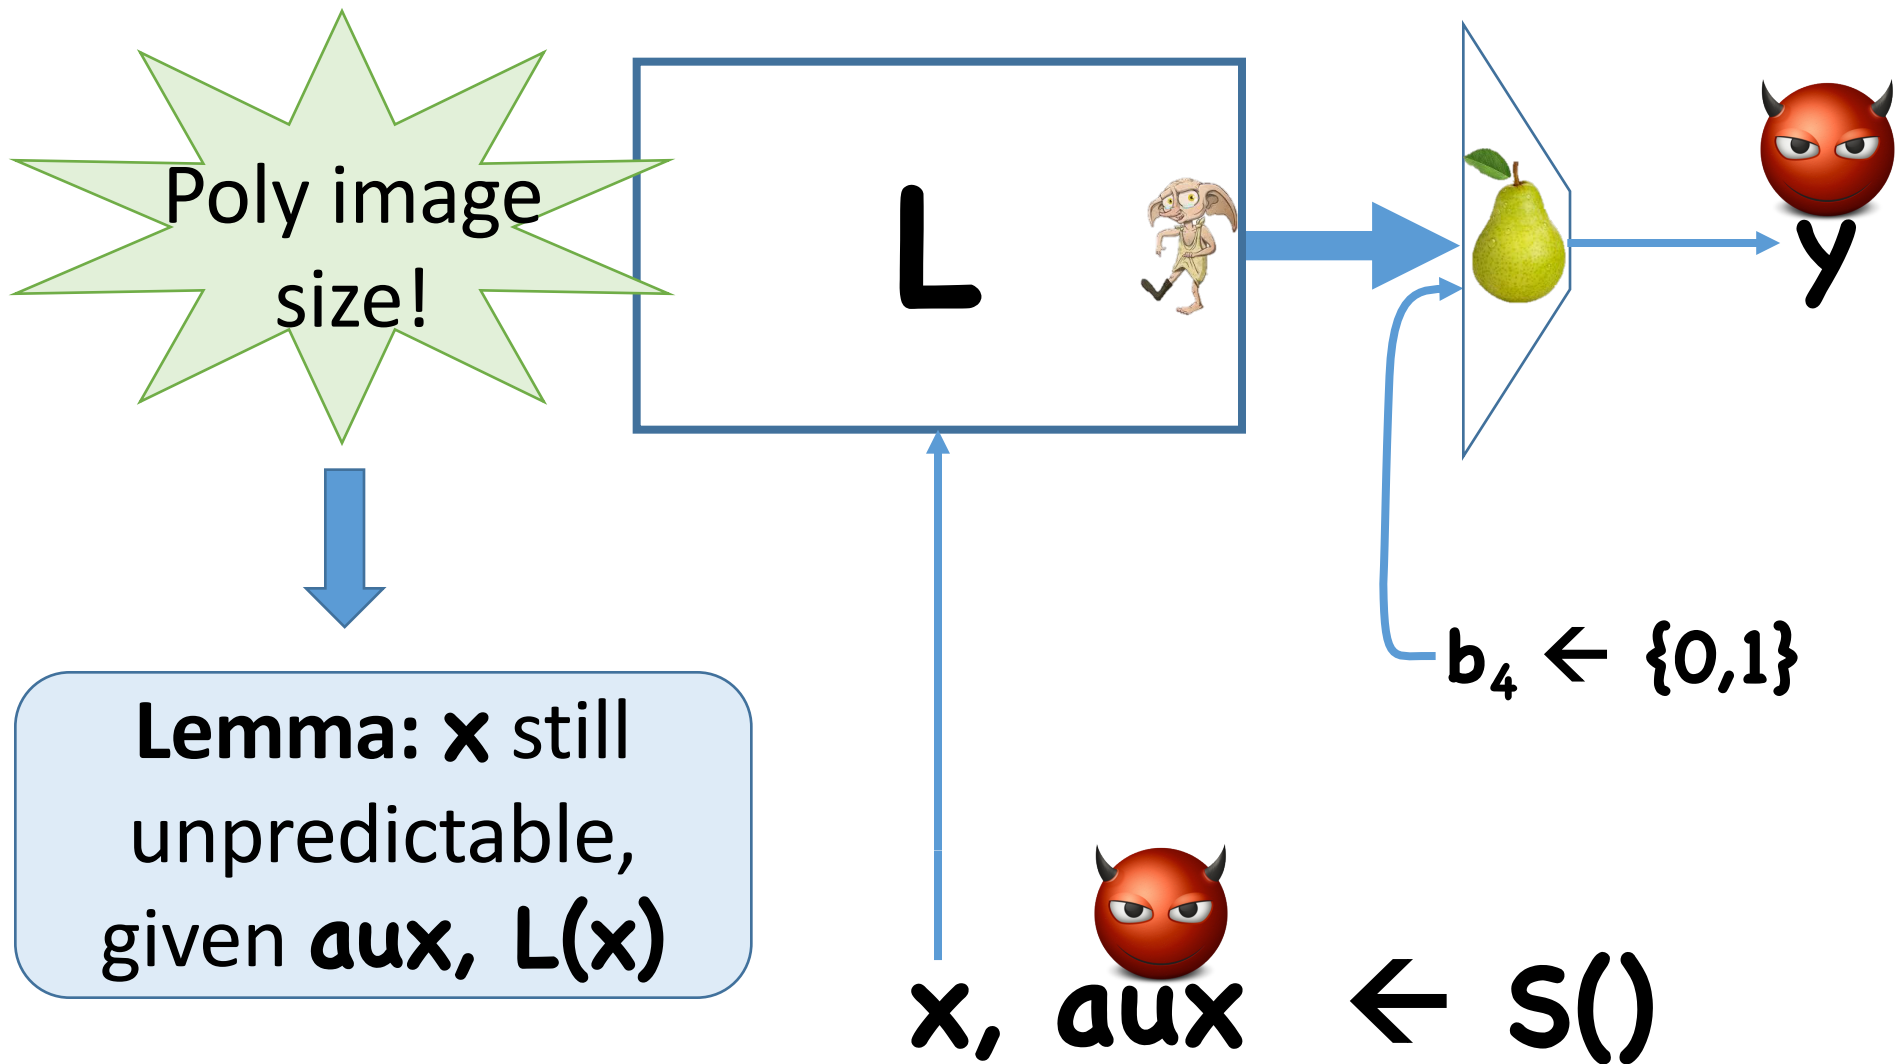 Poly image
size!
L
y
b₄ ← {0,1}
Lemma: x still
unpredictable,
given aux, L(x)
x, aux ← S()